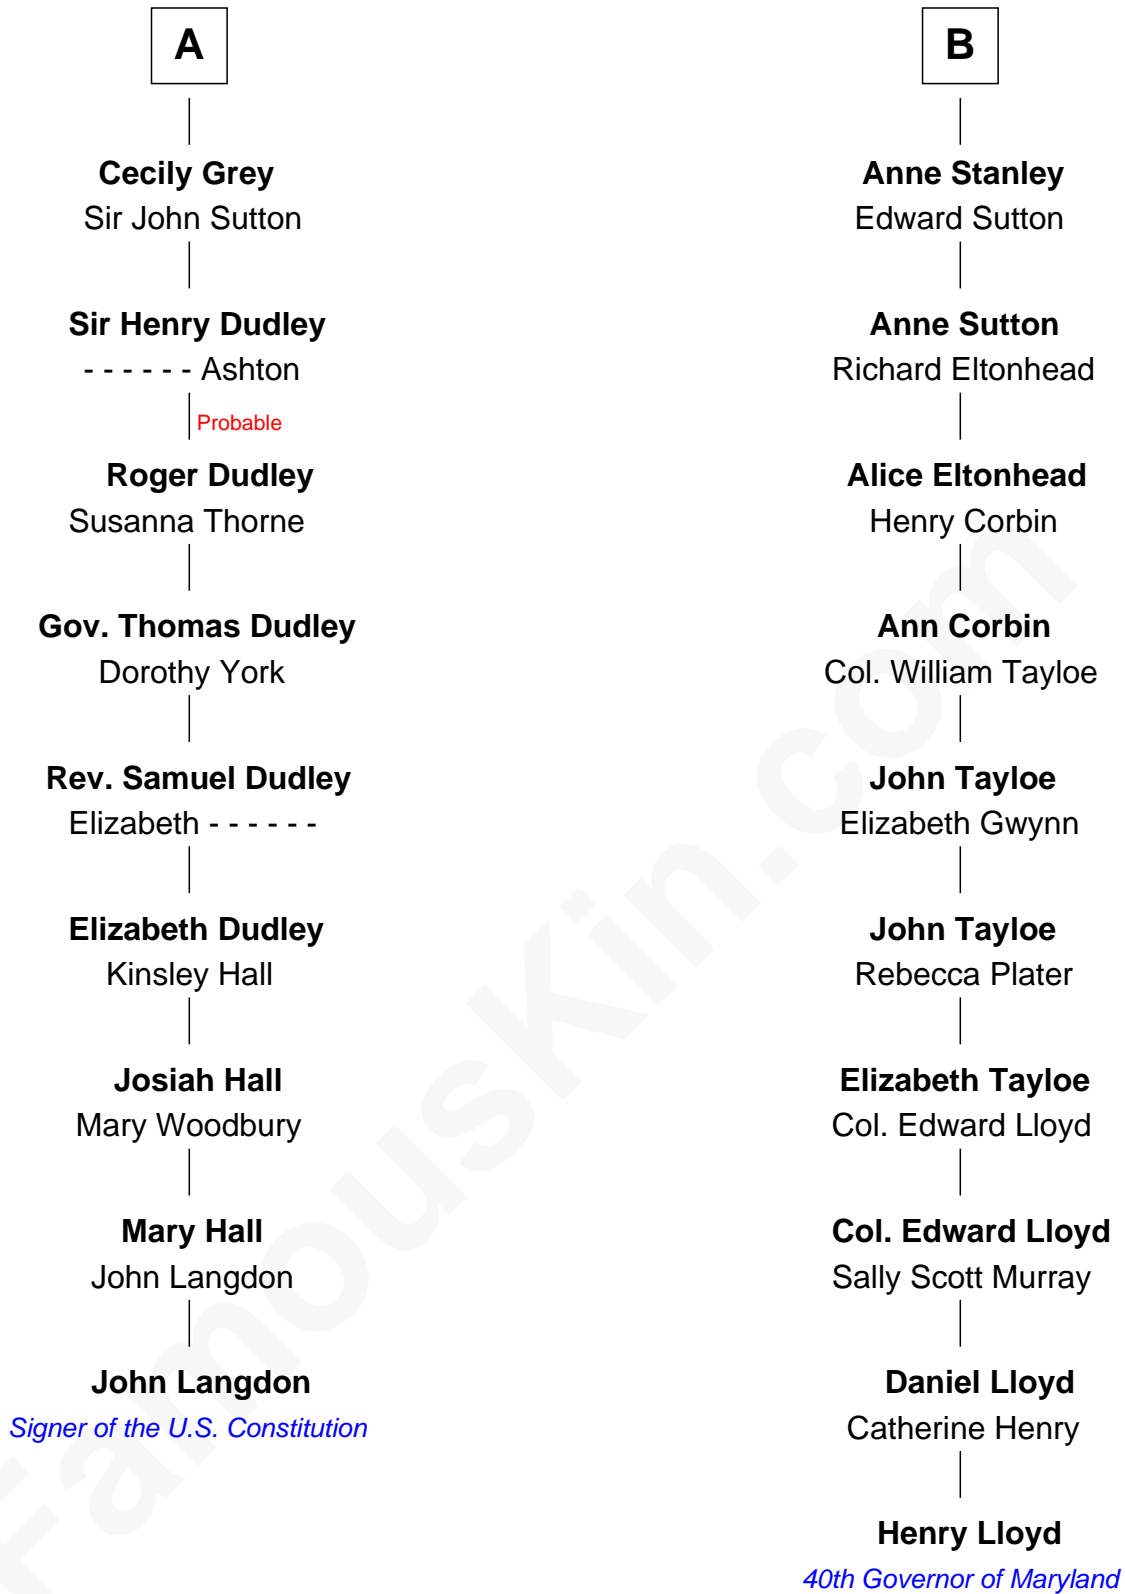 A
Cecily Grey
Sir John Sutton
Sir Henry Dudley
- - - - - - Ashton
Probable
Roger Dudley
Susanna Thorne
Gov. Thomas Dudley
Dorothy York
Rev. Samuel Dudley
Elizabeth - - - - - -
Elizabeth Dudley
Kinsley Hall
Josiah Hall
Mary Woodbury
Mary Hall
John Langdon
John Langdon
Signer of the U.S. Constitution
B
Anne Stanley
Edward Sutton
Anne Sutton
Richard Eltonhead
Alice Eltonhead
Henry Corbin
Ann Corbin
Col. William Tayloe
John Tayloe
Elizabeth Gwynn
John Tayloe
Rebecca Plater
Elizabeth Tayloe
Col. Edward Lloyd
Col. Edward Lloyd
Sally Scott Murray
Daniel Lloyd
Catherine Henry
Henry Lloyd
40th Governor of Maryland
FamousKin.com